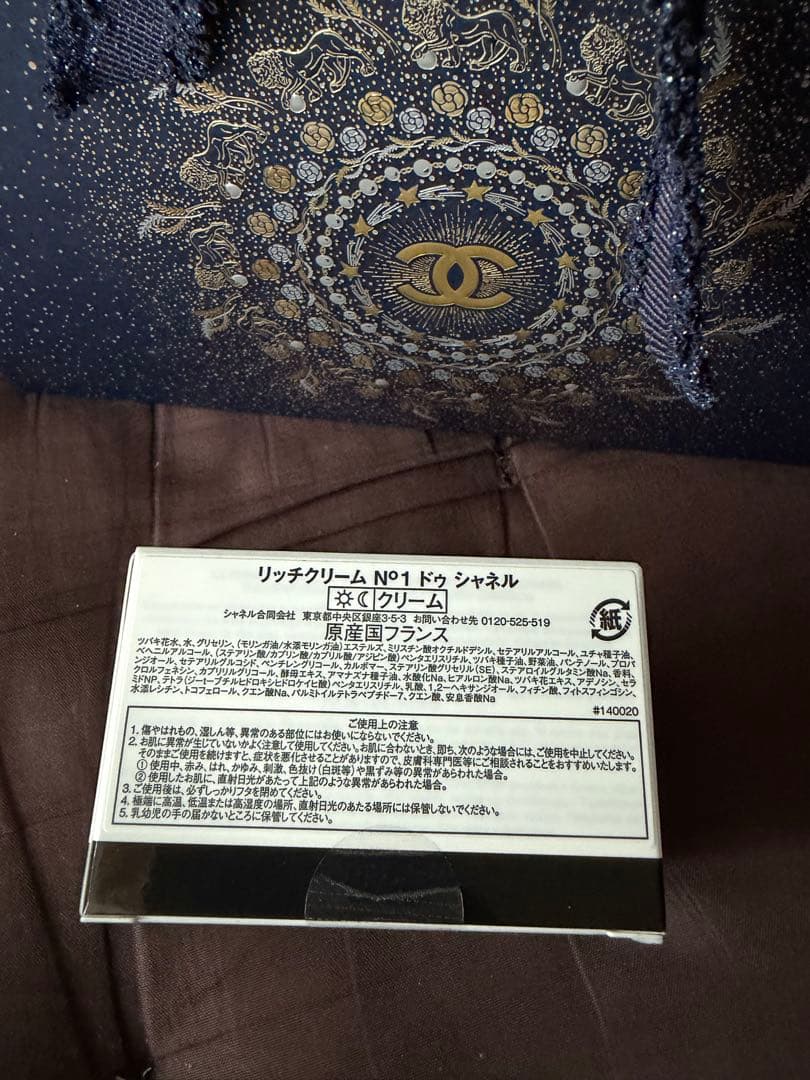 リッチクリーム Nº1 ドゥ シャネル
クリーム
シャネル合同会社 東京都中央区銀座3-5-3 お問い合わせ先 0120-525-519
原産国フランス
紙
ツバキ花水、水、グリセリン、(モリンガ油/水添モリンガ油)エステルズ、ミリスチン酸オクチルドデシル、セテアリルアルコール、ユチャ種子油、
ベヘニルアルコール、(ステアリン酸/カプリン酸/カプリル酸/アジピン酸)ペンタエリスリチル、ツバキ種子油、野菜油、パンテノール、プロパ
ンジオール、セテアリルグルコシド、ペンチレングリコール、カルボマー、ステアリン酸グリセリル(SE)、ステアロイルグルタミン酸Na、香料、
クロルフェネシン、カプリリルグリコール、酵母エキス、アマナズナ種子油、水酸化Na、ヒアルロン酸Na、ツバキ花エキス、アデノシン、セラ
ミドNP、テトラ(ジ-t-ブチルヒドロキシヒドロケイヒ酸)ペンタエリスリチル、乳酸、1,2-ヘキサンジオール、フィチン酸、フィトスフィンゴシン、
水添レシチン、トコフェロール、クエン酸Na、パルミトイルテトラペプチド-7、クエン酸、安息香酸Na
#140020
ご使用上の注意
1. 傷やはれもの、湿しん等、異常のある部位にはお使いにならないでください。
2. お肌に異常が生じていないかよく注意して使用してください。お肌に合わないとき、即ち、次のような場合には、ご使用を中止してください。
そのままご使用を続けますと、症状を悪化させることがありますので、皮膚科専門医等にご相談されることをおすすめいたします。
① 使用中、赤み、はれ、かゆみ、刺激、色抜け(白斑等)や黒ずみ等の異常があらわれた場合。
② 使用したお肌に、直射日光があたって上記のような異常があらわれた場合。
3. ご使用後は、必ずしっかりフタを閉めてください。
4. 極端に高温、低温または高湿度の場所、直射日光のあたる場所には保管しないでください。
5. 乳幼児の手の届かないところに保管してください。